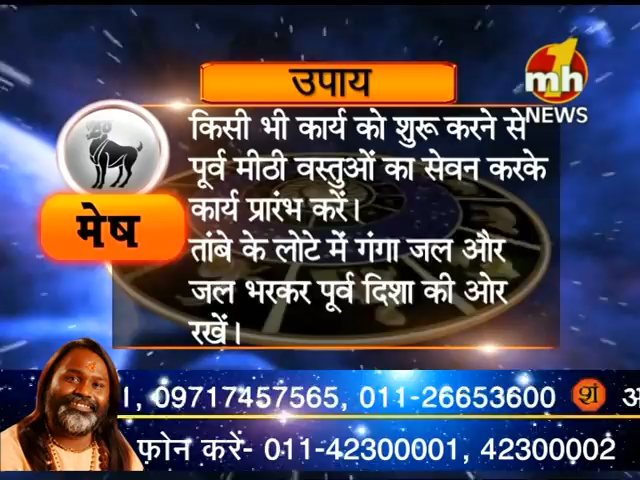 उपाय
mh1
NEWS
किसी भी कार्य को शुरू करने से
पूर्व मीठी वस्तुओं का सेवन करके
कार्य प्रारंभ करें।
तांबे के लोटे में गंगा जल और
जल भरकर पूर्व दिशा की ओर
रखें।
मेष
1, 09717457565, 011-26653600 शं अ
फ़ोन करें- 011-42300001, 42300002